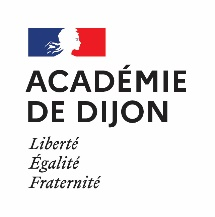 ACADÉMIE
DE DIJON
Liberté
Égalité
Fraternité